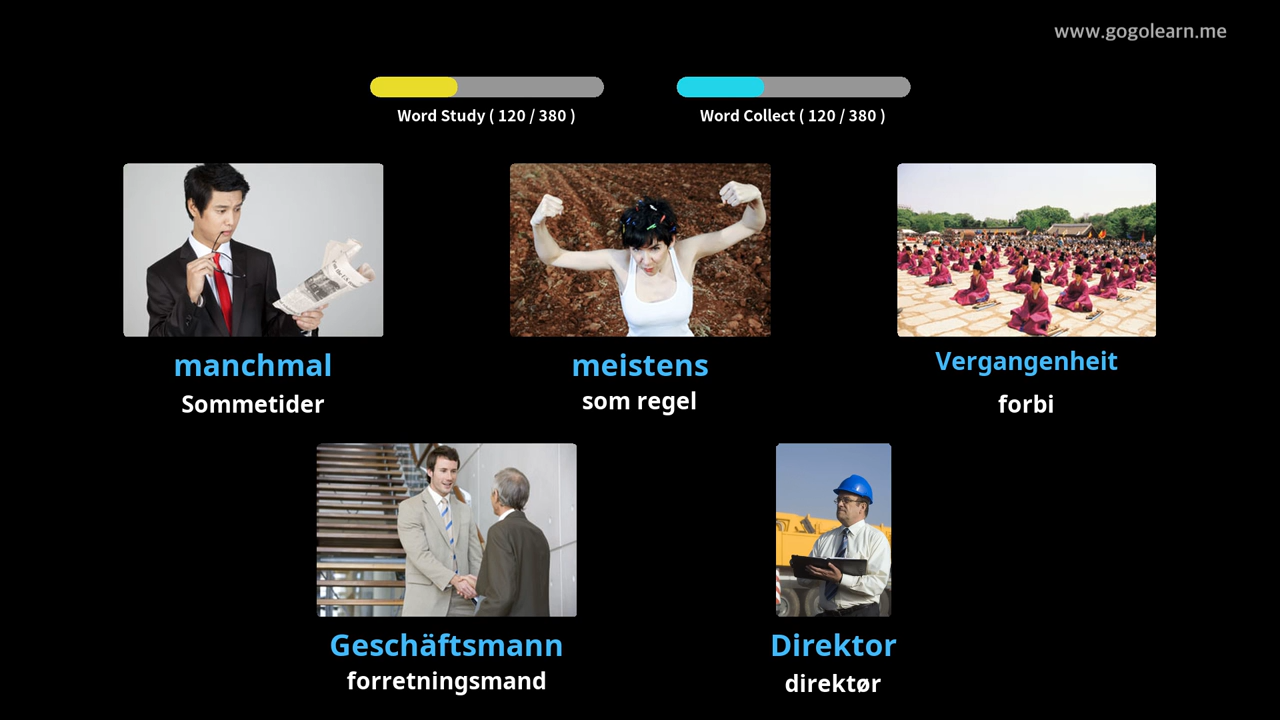 www.gogolearn.me
Word Study ( 120 / 380 )
Word Collect ( 120 / 380 )
manchmal
Sommetider
meistens
som regel
Vergangenheit
forbi
Geschäftsmann
forretningsmand
Direktor
direktør